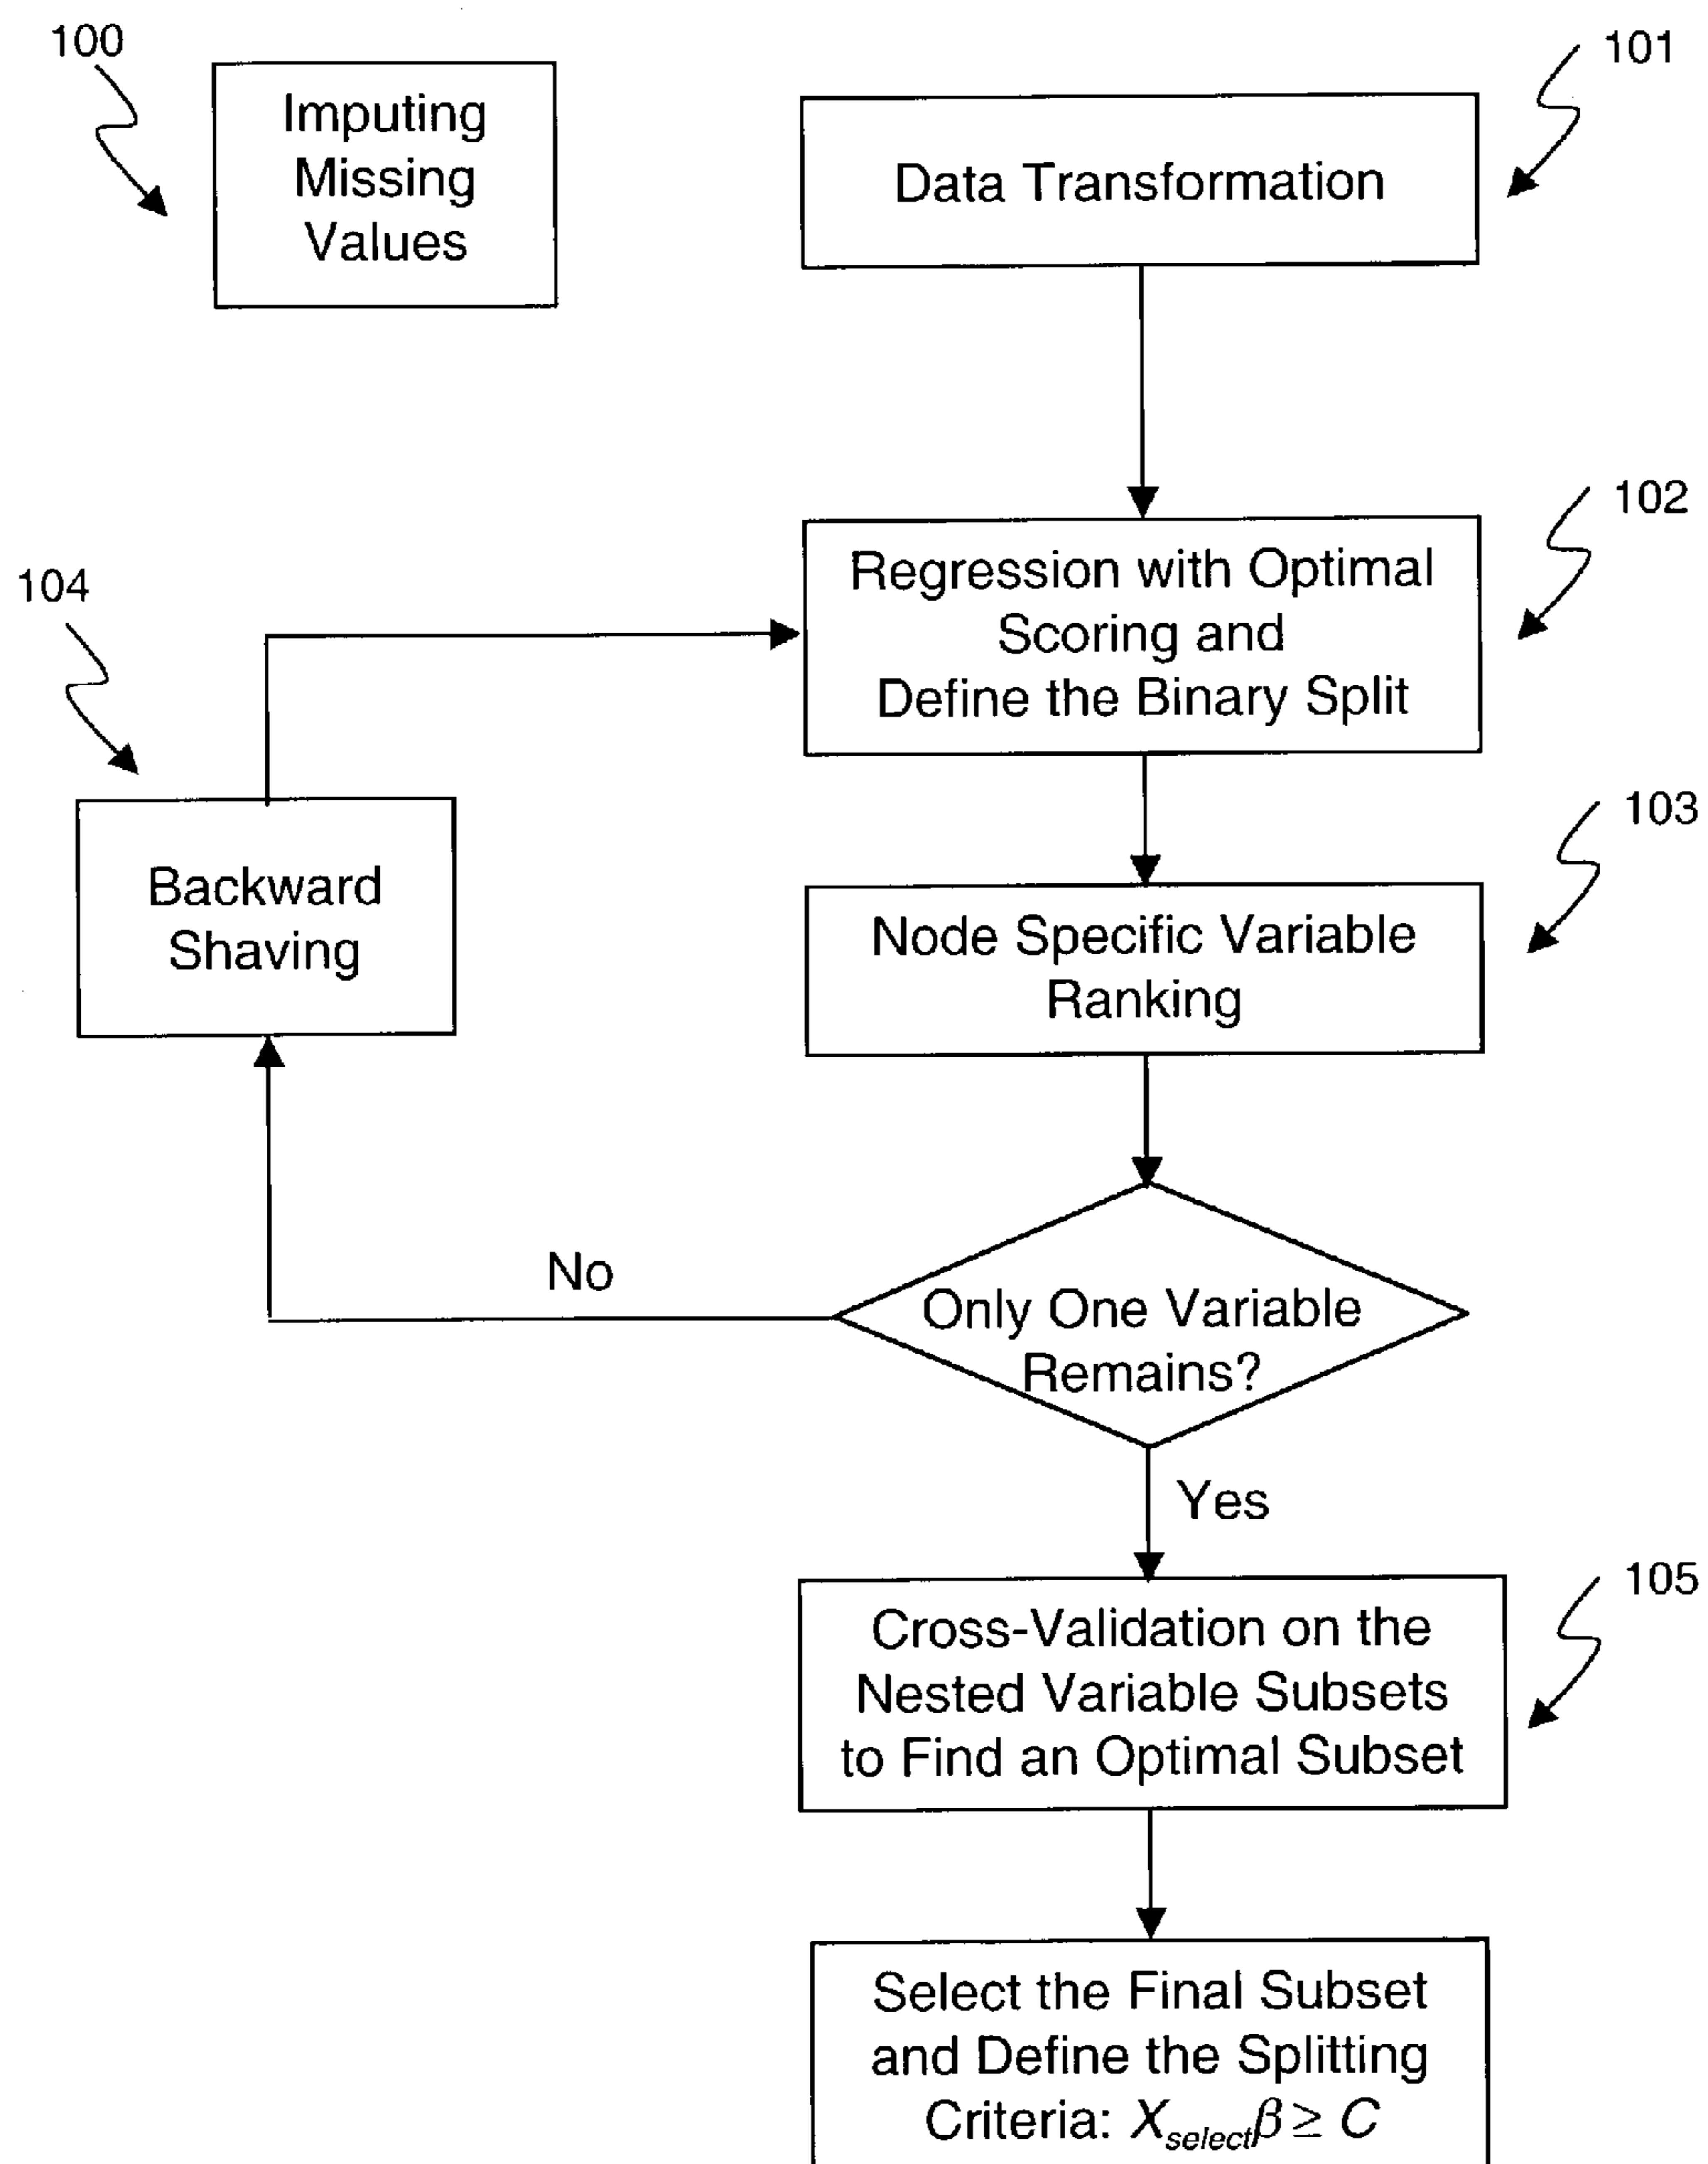 100
Imputing
Missing
Values
101
Data Transformation
102
Regression with Optimal
Scoring and
Define the Binary Split
104
Backward
Shaving
103
Node Specific Variable
Ranking
Only One Variable
Remains?
No
Yes
105
Cross-Validation on the
Nested Variable Subsets
to Find an Optimal Subset
Select the Final Subset
and Define the Splitting
Criteria: X_select β ≥ C